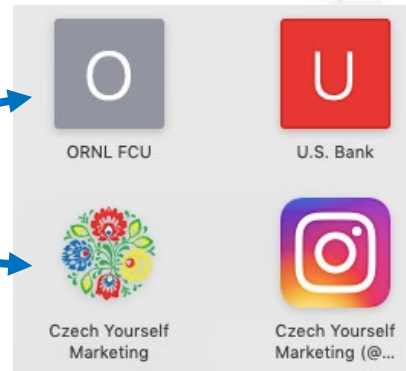 O U
ORNL FCU U.S. Bank
Czech Yourself Czech Yourself
Marketing Marketing (@...